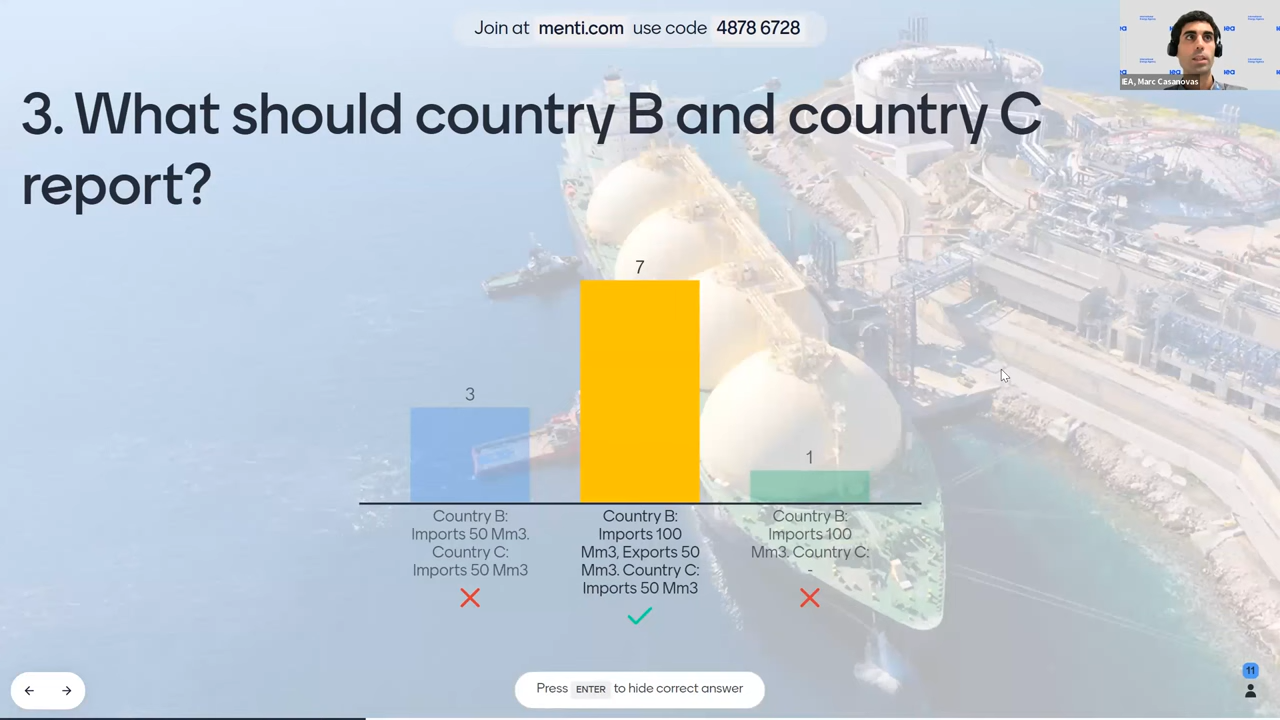 Join at menti.com use code 4878 6728
IEA, Marc Casanovas
3. What should country B and country C
report?
3
7
1
Country B:
Imports 50 Mm3.
Country C:
Imports 50 Mm3
Country B:
Imports 100
Mm3, Exports 50
Mm3. Country C:
Imports 50 Mm3
Country B:
Imports 100
Mm3. Country C:
-
Press ENTER to hide correct answer
11